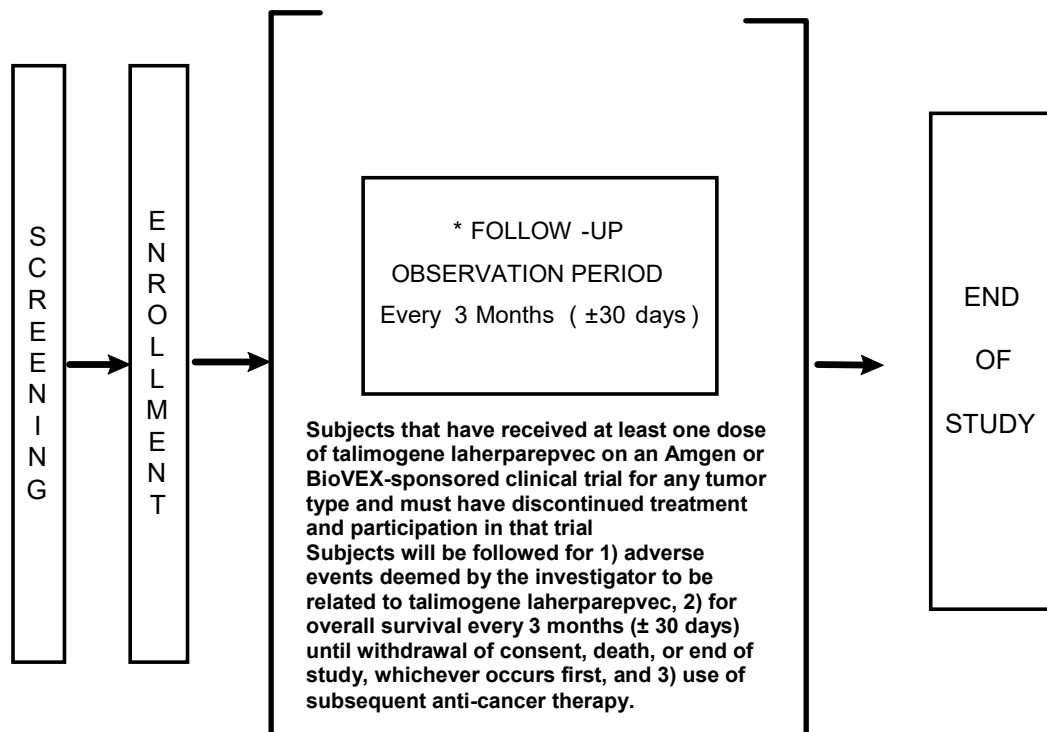 SCREENING
ENROLLMENT
* FOLLOW -UP
OBSERVATION PERIOD
Every 3 Months ( ±30 days )
Subjects that have received at least one dose
of talimogene laherparepvec on an Amgen or
BioVEX-sponsored clinical trial for any tumor
type and must have discontinued treatment
and participation in that trial
Subjects will be followed for 1) adverse
events deemed by the investigator to be
related to talimogene laherparepvec, 2) for
overall survival every 3 months (± 30 days)
until withdrawal of consent, death, or end of
study, whichever occurs first, and 3) use of
subsequent anti-cancer therapy.
END
OF
STUDY